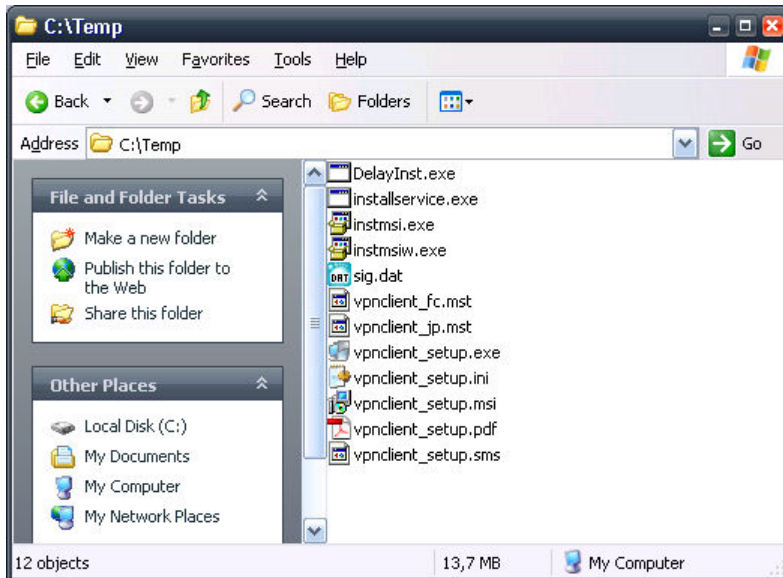 C:\Temp
File Edit View Favorites Tools Help
Back Search Folders
Address C:\Temp Go
File and Folder Tasks
Make a new folder
Publish this folder to
the Web
Share this folder
Other Places
Local Disk (C:)
My Documents
My Computer
My Network Places
DelayInst.exe
installservice.exe
instmsi.exe
instmsiw.exe
DAT sig.dat
vpnclient_fc.mst
vpnclient_jp.mst
vpnclient_setup.exe
vpnclient_setup.ini
vpnclient_setup.msi
vpnclient_setup.pdf
vpnclient_setup.sms
12 objects 13,7 MB My Computer